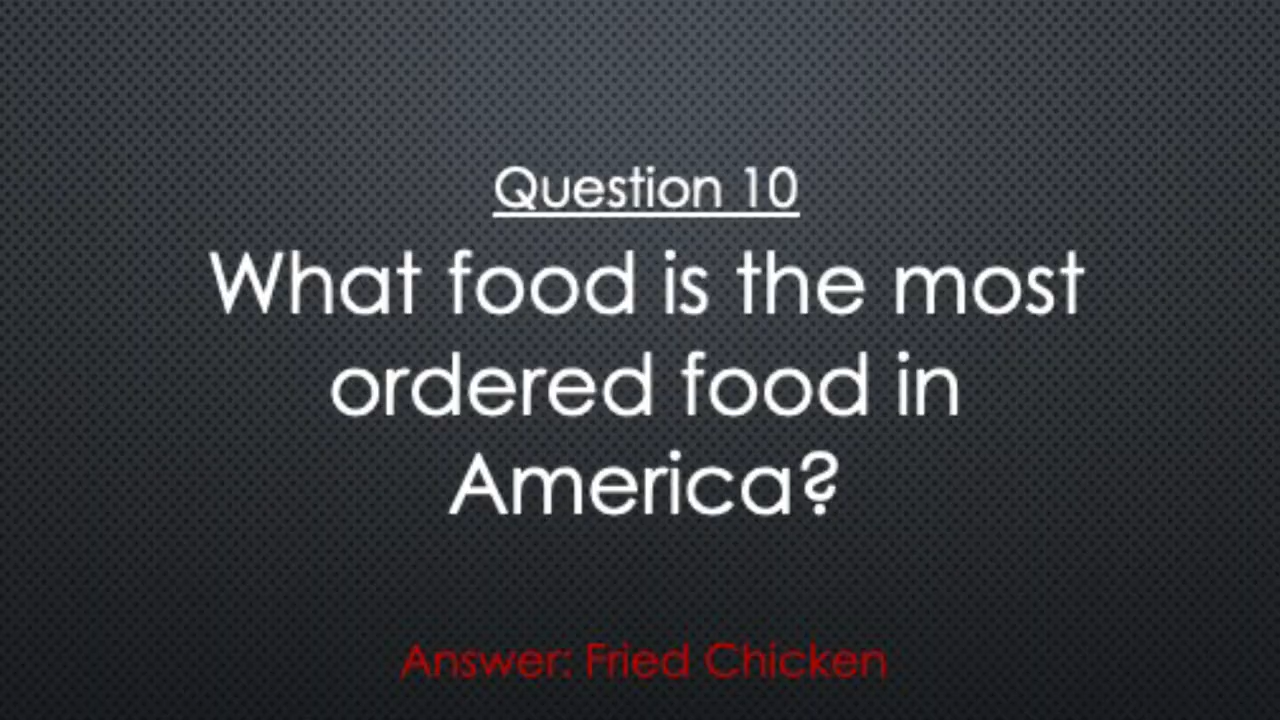 Question 10
What food is the most
ordered food in
America?
Answer: Fried Chicken